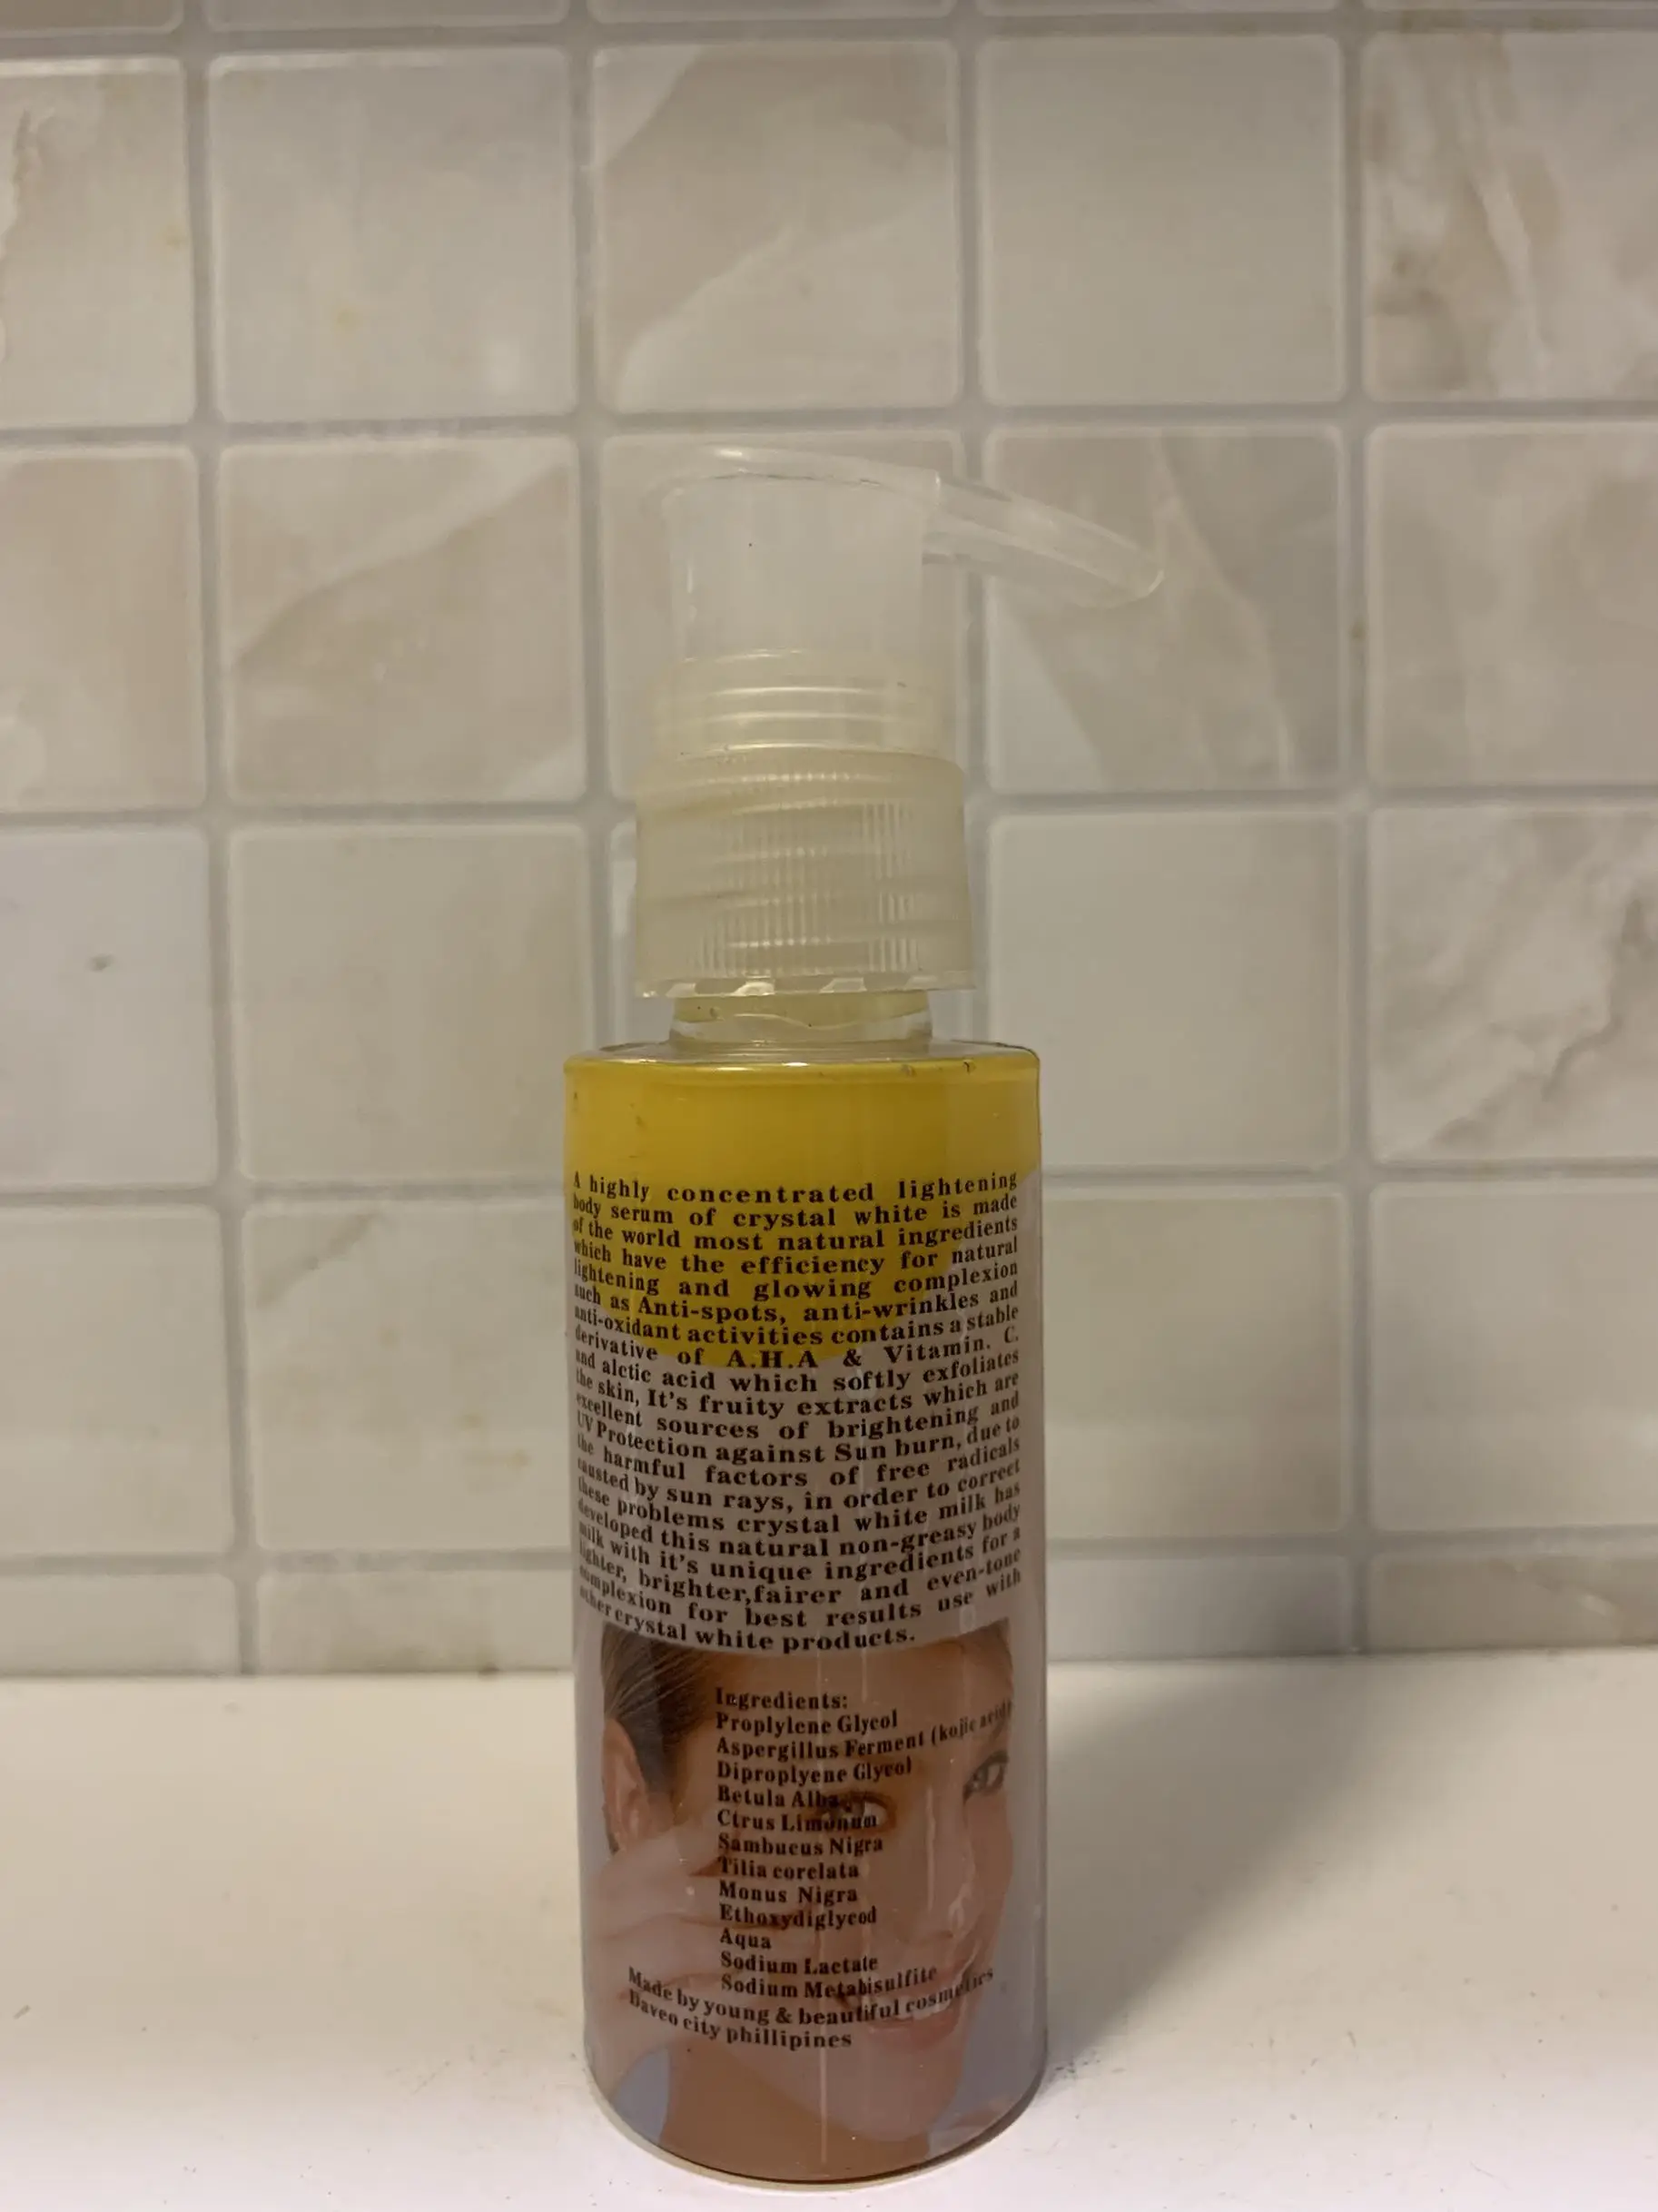 A highly concentrated lightening
body serum of crystal white is made
of the world most natural ingredients
which have the efficiency for natural
lightening and glowing complexion
such as Anti-spots, anti-wrinkles and
anti-oxidant activities contains a stable
derivative of A.H.A & Vitamin. C.
and alctic acid which softly exfoliates
the skin, It's fruity extracts which are
excellent sources of brightening and
UV Protection against Sun burn, due to
the harmful factors of free radicals
causted by sun rays, in order to correct
these problems crystal white milk has
developed this natural non-greasy body
milk with it's unique ingredients for a
lighter, brighter,fairer and even-tone
complexion for best results use with
other crystal white products.
Ingredients:
Proplylene Glycol
Aspergillus Ferment (kojic acid)
Diproplyene Glycol
Betula Alba
Ctrus Limonum
Sambucus Nigra
Tilia corelata
Monus Nigra
Ethoxydiglycod
Aqua
Sodium Lactate
Sodium Metabisulfite
Made by young & beautiful cosmetics
Daveo city phillipines